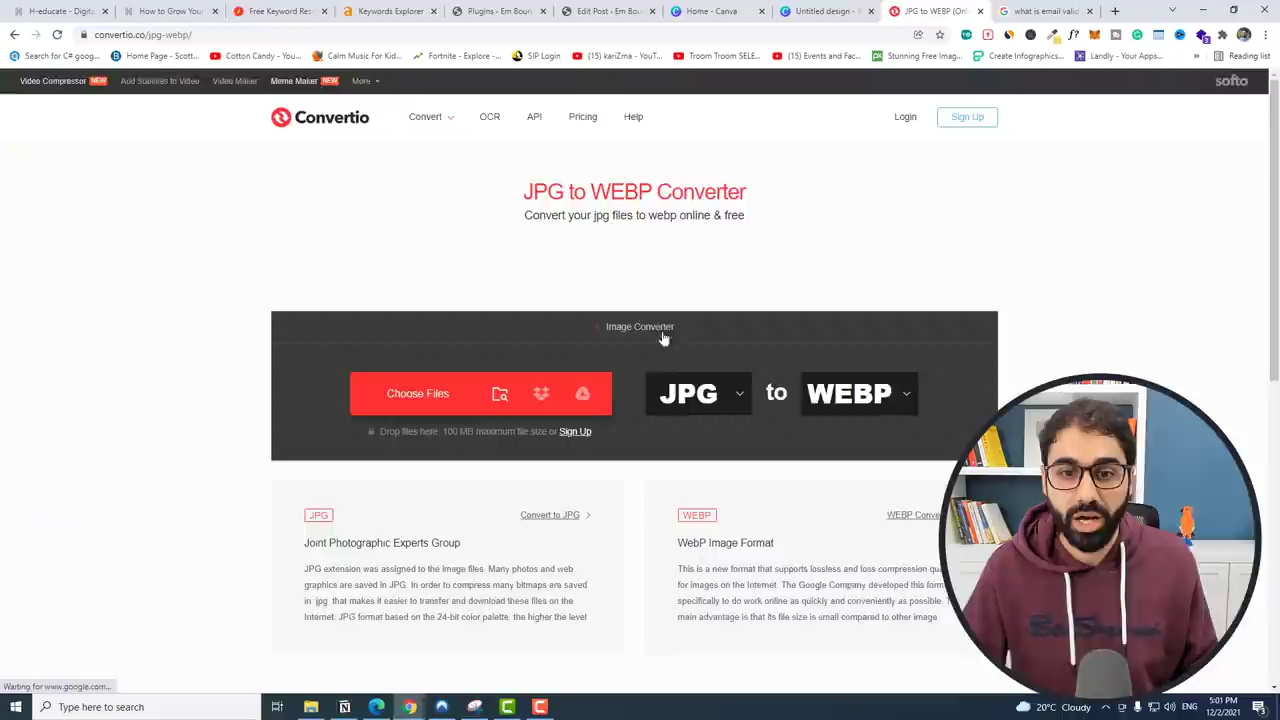 H-educate - Digita
How to Grow Your
Free Keyword Rese
Keywords Explorer
Plugins ‹ Em Boun
Edit Post ‹ Em Bo
Home - Canva
Untitled design -
JPG to WEBP (Onl
what is email valid
convertio.co/jpg-webp/
Search for C# goog...
Home Page - Scott...
Cotton Candy - You...
Calm Music For Kid...
Fortnite - Explore -...
SIP Login
(15) kariZma - YouT...
Troom Troom SELE...
(15) Events and Fac...
Stunning Free Imag...
Create Infographics...
Landly - Your Apps...
Reading list
Video Compressor NEW
Add Subtitles to Video
Video Maker
Meme Maker NEW
More
softo
Convertio
Convert
OCR
API
Pricing
Help
Login
Sign Up
JPG to WEBP Converter
Convert your jpg files to webp online & free
Image Converter
Choose Files
JPG to WEBP
Drop files here. 100 MB maximum file size or Sign Up
JPG
Convert to JPG
Joint Photographic Experts Group
JPG extension was assigned to the image files. Many photos and web
graphics are saved in JPG. In order to compress many bitmaps are saved
in .jpg, that makes it easier to transfer and download these files on the
Internet. JPG format based on the 24-bit color palette, the higher the level
WEBP
WEBP Conve
WebP Image Format
This is a new format that supports lossless and loss compression qu
for images on the Internet. The Google Company developed this form
specifically to do work online as quickly and conveniently as possible. T
main advantage is that its file size is small compared to other image
Waiting for www.google.com...
Type here to search
20°C Cloudy
5:01 PM
12/2/2021